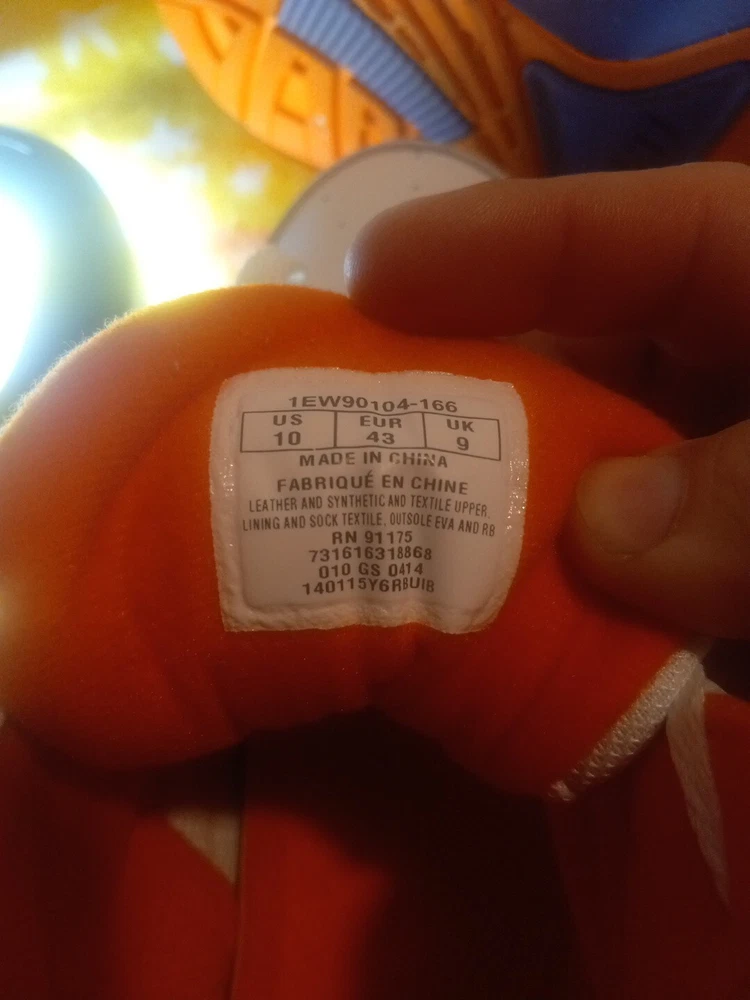 1EW90104-166
US EUR UK
10 43 9
MADE IN CHINA
FABRIQUÉ EN CHINE
LEATHER AND SYNTHETIC AND TEXTILE UPPER,
LINING AND SOCK TEXTILE, OUTSOLE EVA AND RB
RN 91175
731616318868
010 GS 0414
140115Y6RBUIB